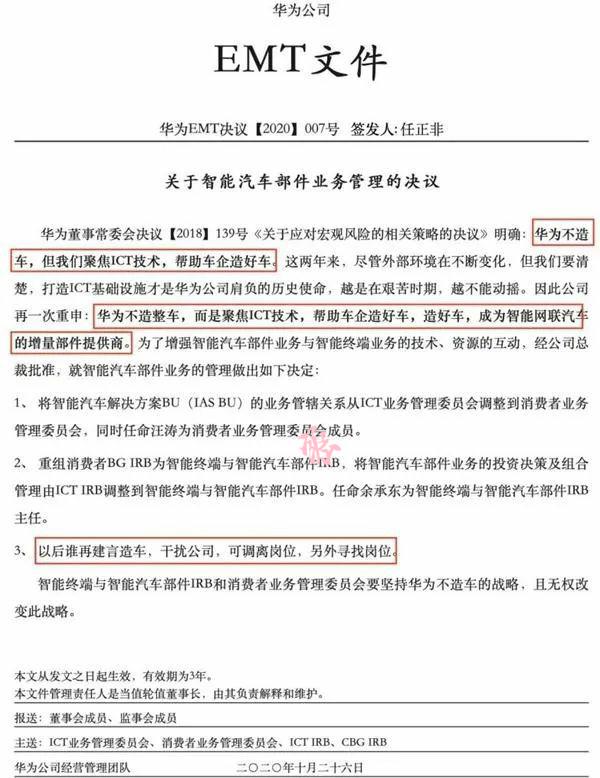 华为公司
EMT文件
华为EMT决议【2020】007号 签发人:任正非
关于智能汽车部件业务管理的决议
华为董事常委会决议【2018】139号《关于应对宏观风险的相关策略的决议》明确:华为不造
车,但我们聚焦ICT技术,帮助车企造好车。这两年来,尽管外部环境在不断变化,但我们要清
楚,打造ICT基础设施才是华为公司肩负的历史使命,越是在艰苦时期,越不能动摇。因此公司
再一次重申:华为不造整车,而是聚焦ICT技术,帮助车企造好车,造好车,成为智能网联汽车
的增量部件提供商。为了增强智能汽车部件业务与智能终端业务的技术、资源的互动,经公司总
裁批准,就智能汽车部件业务的管理做出如下决定:
1、 将智能汽车解决方案BU(IAS BU)的业务管辖关系从ICT业务管理委员会调整到消费者业务
管理委员会,同时任命汪涛为消费者业务管理委员会成员。
2、 重组消费者BG IRB为智能终端与智能汽车部件IRB,将智能汽车部件业务的投资决策及组合
管理由ICT IRB调整到智能终端与智能汽车部件IRB。任命余承东为智能终端与智能汽车部件IRB
主任。
3、 以后谁再建言造车,干扰公司,可调离岗位,另外寻找岗位。
智能终端与智能汽车部件IRB和消费者业务管理委员会要坚持华为不造车的战略,且无权改
变此战略。
本文从发文之日起生效,有效期为3年。
本文件管理责任人是当值轮值董事长,由其负责解释和维护。
报送:董事会成员、监事会成员
主送:ICT业务管理委员会、消费者业务管理委员会、ICT IRB、CBG IRB
华为公司经营管理团队 二〇二〇年十月二十六日